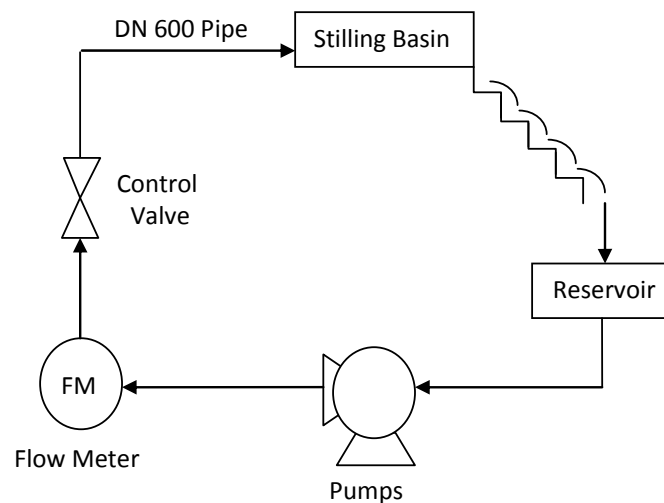 DN 600 Pipe
Stilling Basin
Control
Valve
Reservoir
FM
Flow Meter
Pumps